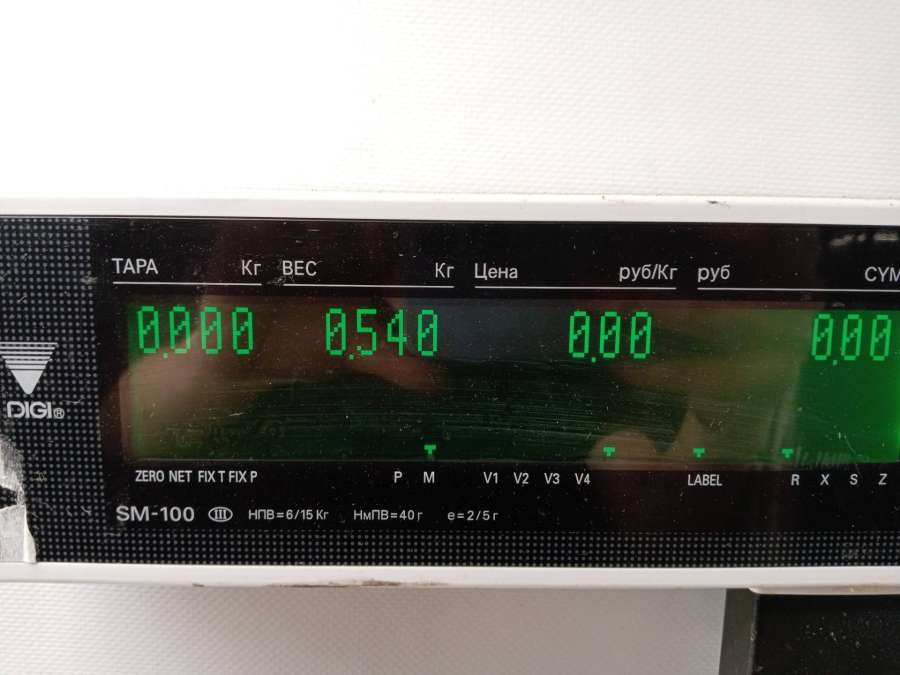 ТАРА Кг ВЕС Кг Цена руб/Кг руб СУМ
0.000 0.540 0.00 0.00
DIGI®
ZERO NET FIX T FIX P P M V1 V2 V3 V4 LABEL R X S Z
SM-100 III НПВ=6/15 Кг НмПВ=40 г e=2/5 г